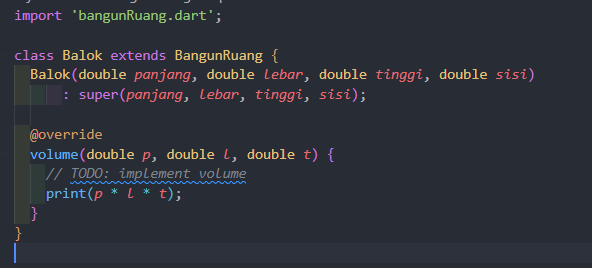 import 'bangunRuang.dart';
class Balok extends BangunRuang {
Balok(double panjang, double lebar, double tinggi, double sisi)
: super(panjang, lebar, tinggi, sisi);
@override
volume(double p, double l, double t) {
// TODO: implement volume
print(p * l * t);
}
}